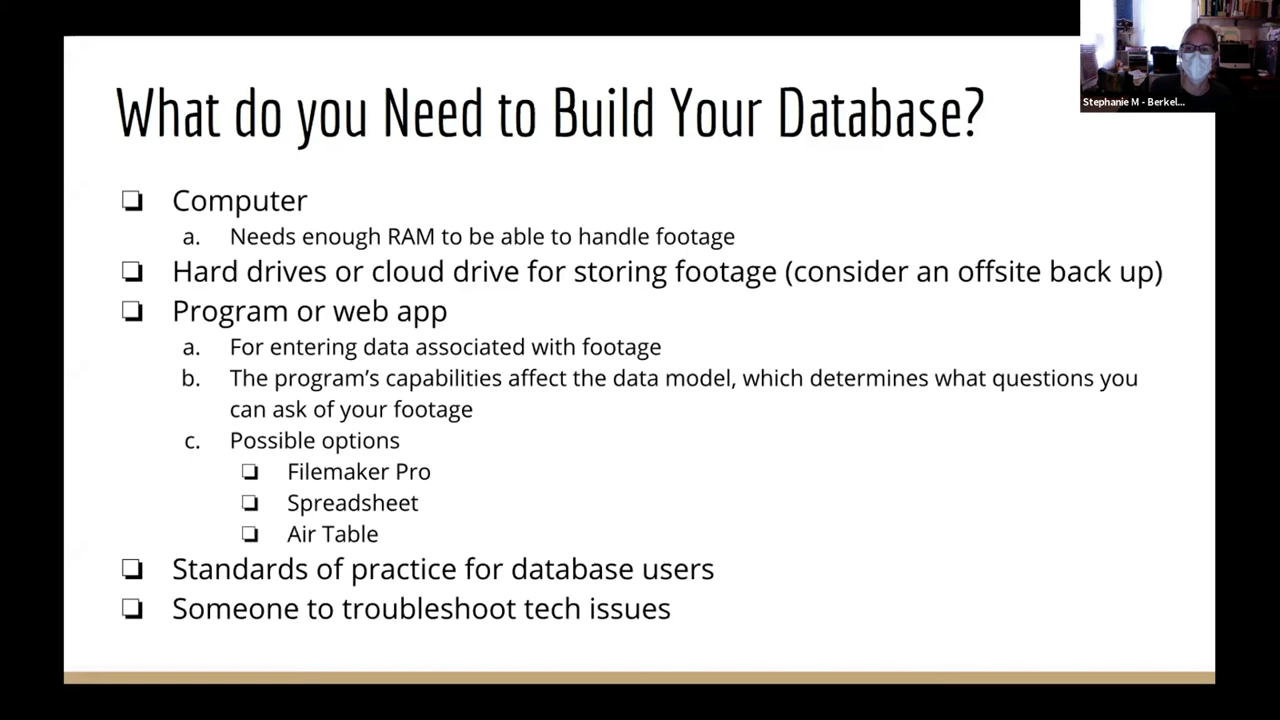 What do you Need to Build Your Database?
Stephanie M - Berkel...
❏ Computer
a. Needs enough RAM to be able to handle footage
❏ Hard drives or cloud drive for storing footage (consider an offsite back up)
❏ Program or web app
a. For entering data associated with footage
b. The program's capabilities affect the data model, which determines what questions you
can ask of your footage
c. Possible options
❏ Filemaker Pro
❏ Spreadsheet
❏ Air Table
❏ Standards of practice for database users
❏ Someone to troubleshoot tech issues